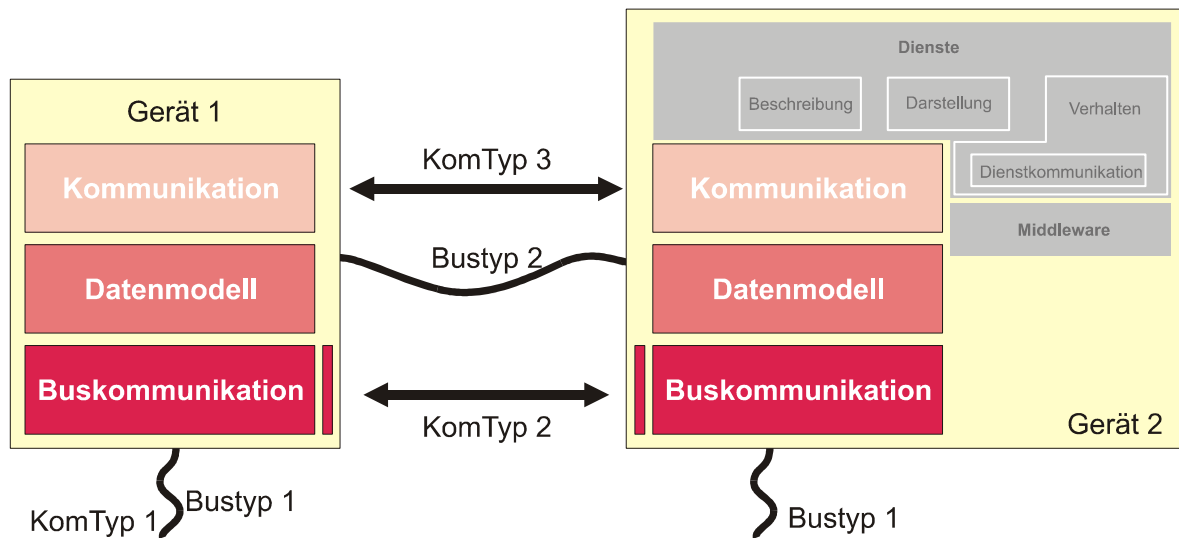 Gerät 1
Kommunikation
Datenmodell
Buskommunikation
KomTyp 1
Bustyp 1
KomTyp 3
Bustyp 2
KomTyp 2
Dienste
Beschreibung
Darstellung
Verhalten
Dienstkommunikation
Middleware
Kommunikation
Datenmodell
Buskommunikation
Gerät 2
Bustyp 1